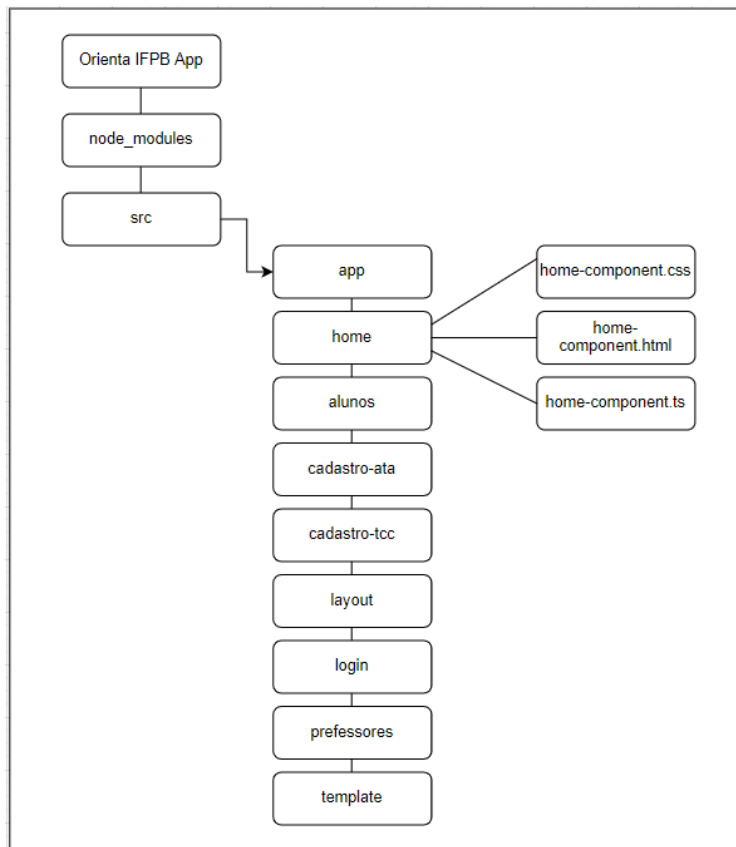 Orienta IFPB App
node_modules
src
app
home
home-component.css
home-
component.html
home-component.ts
alunos
cadastro-ata
cadastro-tcc
layout
login
prefessores
template